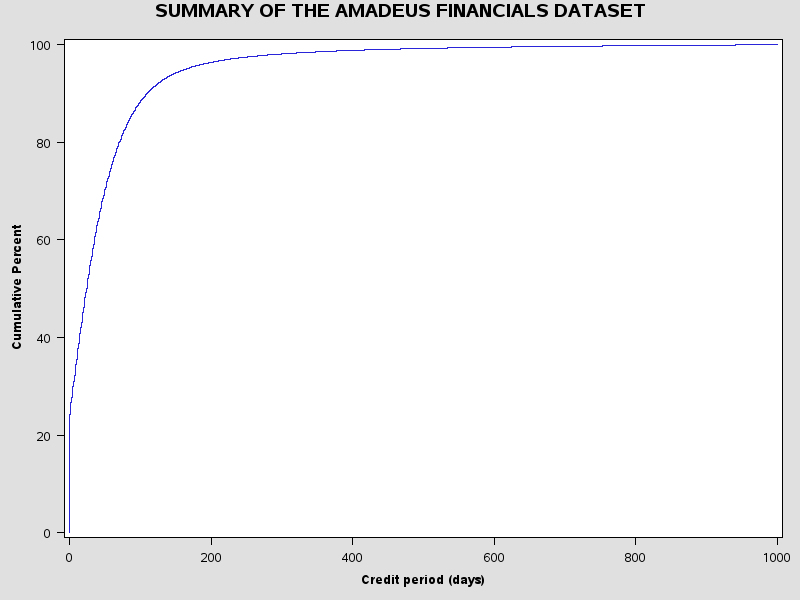 SUMMARY OF THE AMADEUS FINANCIALS DATASET
100
80
60
40
20
0
Cumulative Percent
0 200 400 600 800 1000
Credit period (days)